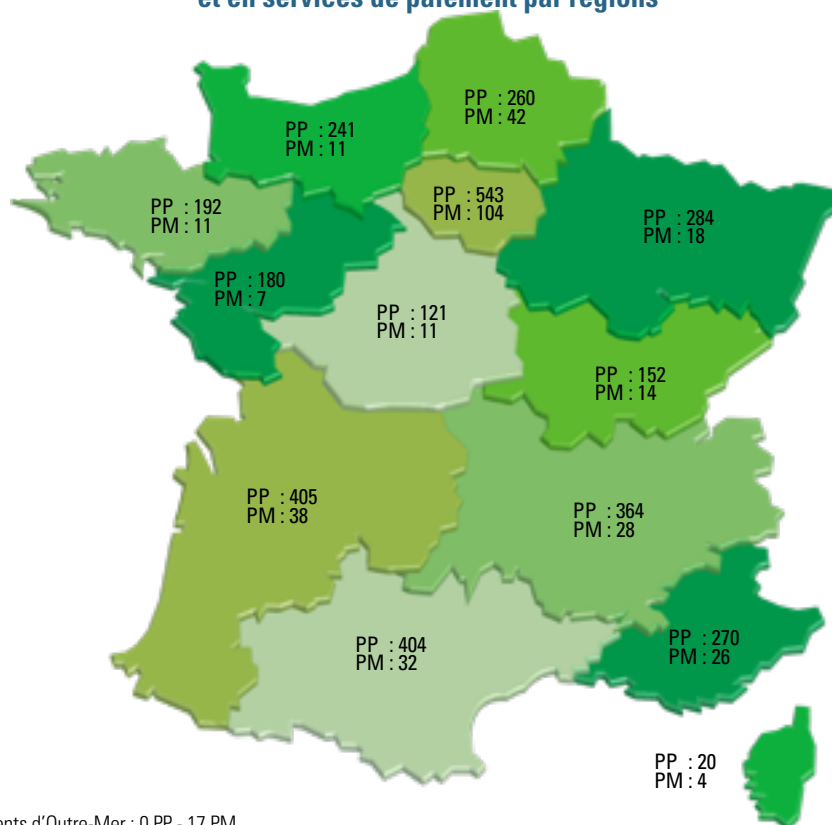 et en services de paiement par régions
PP : 260
PM : 42
PP : 241
PM : 11
PP : 543
PM : 104
PP : 192
PM : 11
PP : 284
PM : 18
PP : 180
PM : 7
PP : 121
PM : 11
PP : 152
PM : 14
PP : 405
PM : 38
PP : 364
PM : 28
PP : 404
PM : 32
PP : 270
PM : 26
PP : 20
PM : 4
d'Outre-Mer : 0 PP - 17 PM